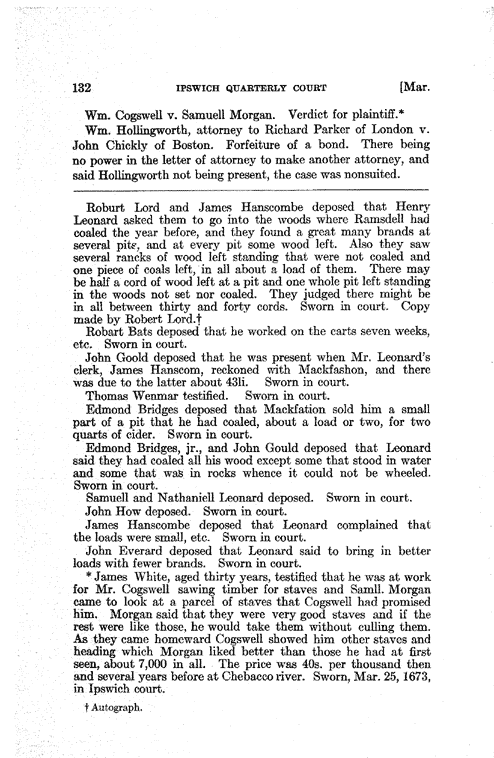 132 IPSWICH QUARTERLY COURT [Mar.
Wm. Cogswell v. Samuell Morgan. Verdict for plaintiff.*
Wm. Hollingworth, attorney to Richard Parker of London v.
John Chickly of Boston. Forfeiture of a bond. There being
no power in the letter of attorney to make another attorney, and
said Hollingworth not being present, the case was nonsuited.
Roburt Lord and James Hanscombe deposed that Henry
Leonard asked them to go into the woods where Ramsdell had
coaled the year before, and they found a great many brands at
several pits, and at every pit some wood left. Also they saw
several rancks of wood left standing that were not coaled and
one piece of coals left, in all about a load of them. There may
be half a cord of wood left at a pit and one whole pit left standing
in the woods not set nor coaled. They judged there might be
in all between thirty and forty cords. Sworn in court. Copy
made by Robert Lord.†
Robart Bats deposed that he worked on the carts seven weeks,
etc. Sworn in court.
John Goold deposed that he was present when Mr. Leonard's
clerk, James Hanscom, reckoned with Mackfashon, and there
was due to the latter about 43li. Sworn in court.
Thomas Wenmar testified. Sworn in court.
Edmond Bridges deposed that Mackfation sold him a small
part of a pit that he had coaled, about a load or two, for two
quarts of cider. Sworn in court.
Edmond Bridges, jr., and John Gould deposed that Leonard
said they had coaled all his wood except some that stood in water
and some that was in rocks whence it could not be wheeled.
Sworn in court.
Samuell and Nathaniell Leonard deposed. Sworn in court.
John How deposed. Sworn in court.
James Hanscombe deposed that Leonard complained that
the loads were small, etc. Sworn in court.
John Everard deposed that Leonard said to bring in better
loads with fewer brands. Sworn in court.
* James White, aged thirty years, testified that he was at work
for Mr. Cogswell sawing timber for staves and Samll. Morgan
came to look at a parcel of staves that Cogswell had promised
him. Morgan said that they were very good staves and if the
rest were like those, he would take them without culling them.
As they came homeward Cogswell showed him other staves and
heading which Morgan liked better than those he had at first
seen, about 7,000 in all. The price was 40s. per thousand then
and several years before at Chebacco river. Sworn, Mar. 25, 1673,
in Ipswich court.
† Autograph.